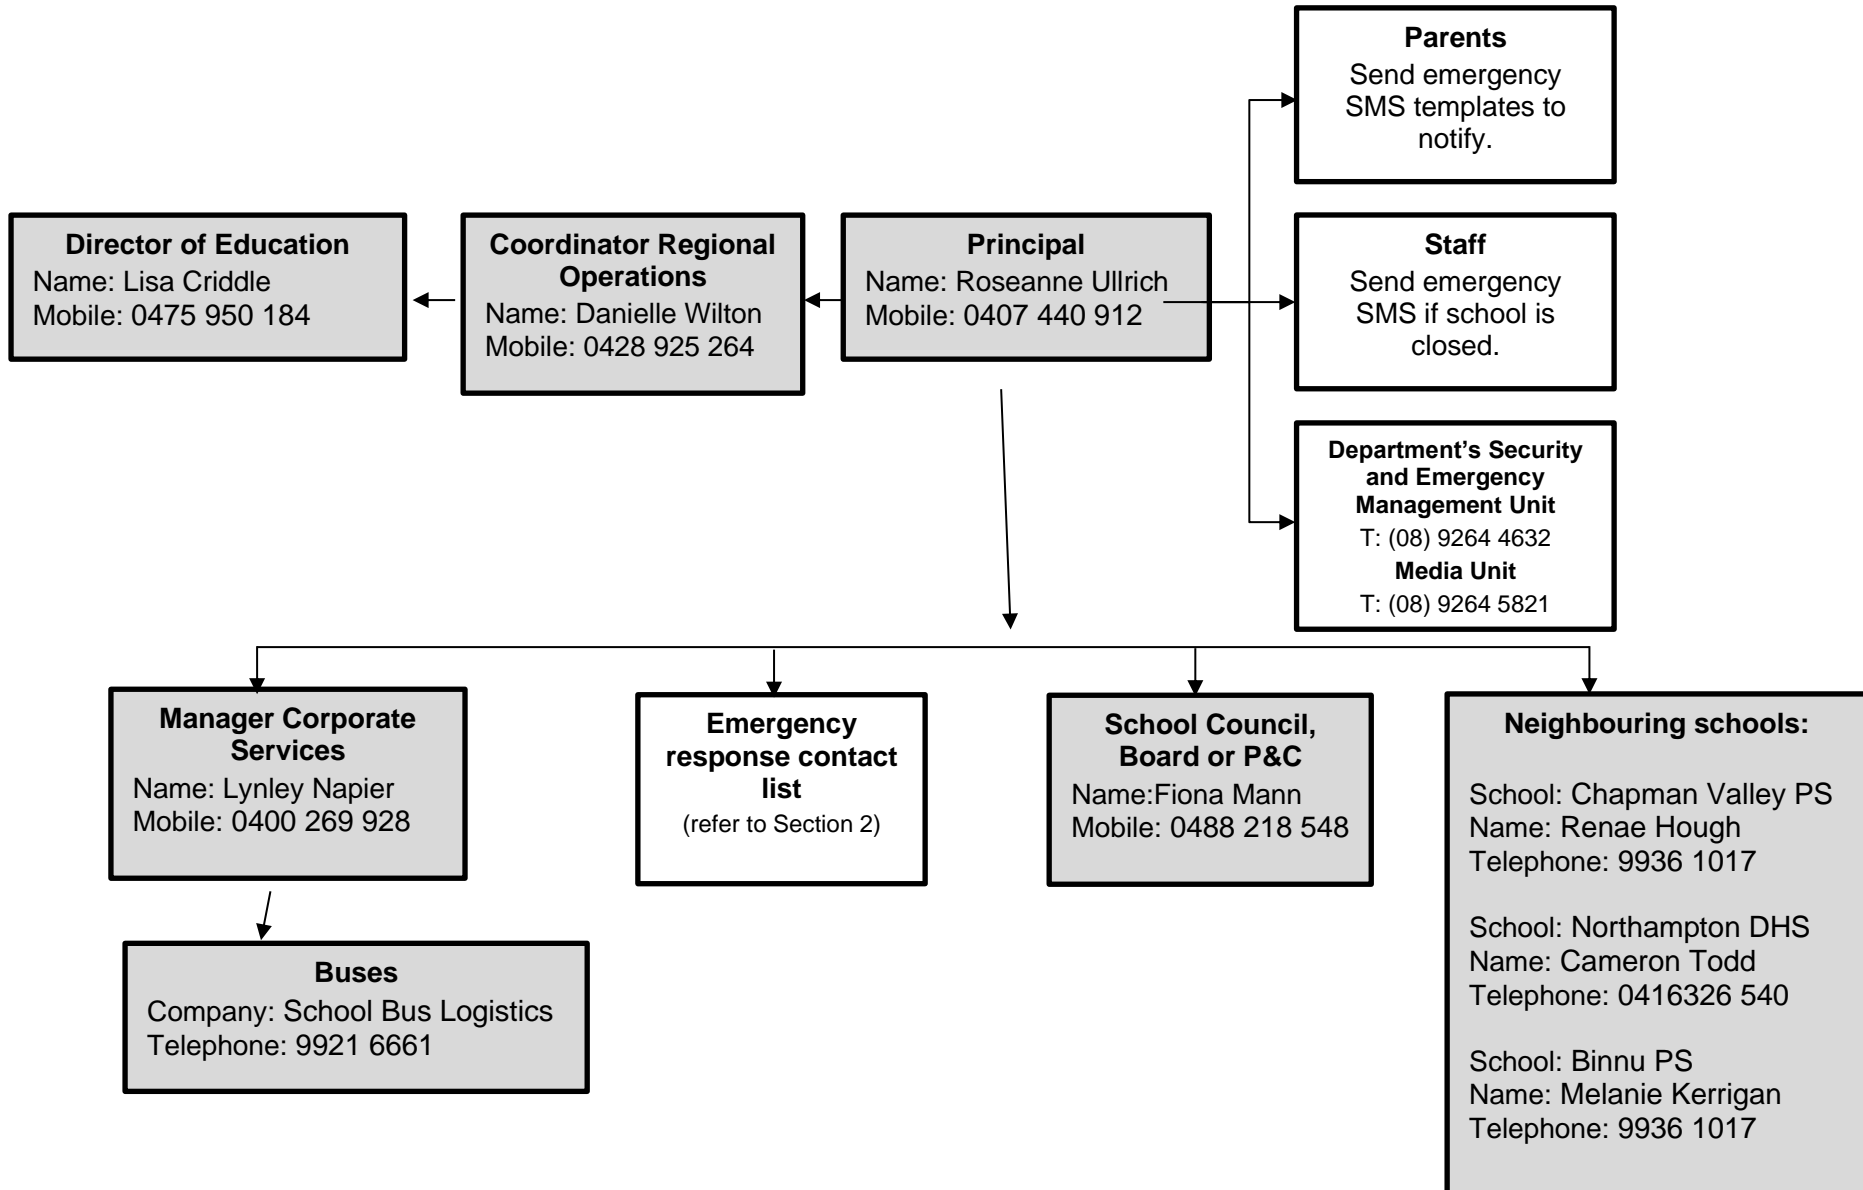 Parents
Send emergency
SMS templates to
notify.
Director of Education
Name: Lisa Criddle
Mobile: 0475 950 184
Coordinator Regional
Operations
Name: Danielle Wilton
Mobile: 0428 925 264
Principal
Name: Roseanne Ullrich
Mobile: 0407 440 912
Staff
Send emergency
SMS if school is
closed.
Department’s Security
and Emergency
Management Unit
T: (08) 9264 4632
Media Unit
T: (08) 9264 5821
Manager Corporate
Services
Name: Lynley Napier
Mobile: 0400 269 928
Emergency
response contact
list
(refer to Section 2)
School Council,
Board or P&C
Name:Fiona Mann
Mobile: 0488 218 548
Neighbouring schools:
School: Chapman Valley PS
Name: Renae Hough
Telephone: 9936 1017
School: Northampton DHS
Name: Cameron Todd
Telephone: 0416326 540
School: Binnu PS
Name: Melanie Kerrigan
Telephone: 9936 1017
Buses
Company: School Bus Logistics
Telephone: 9921 6661